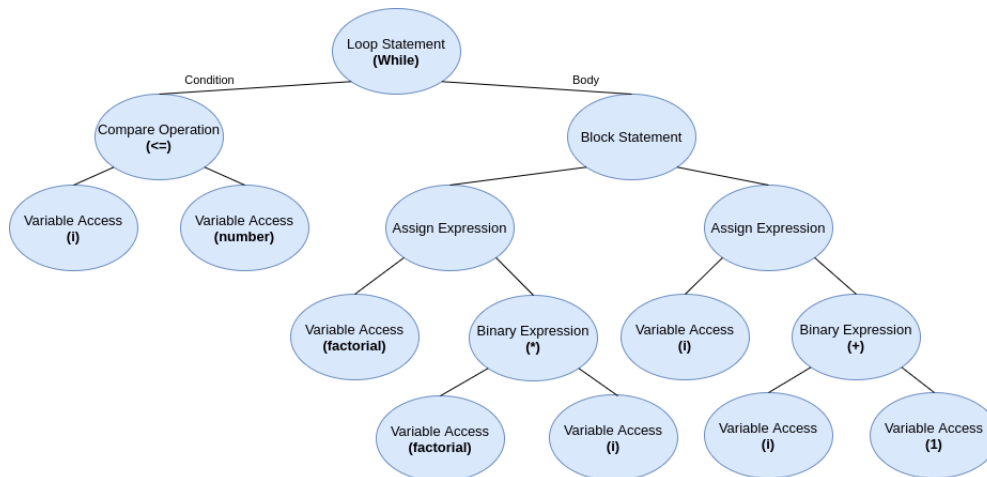 Loop Statement
(While)
Condition
Body
Compare Operation
(<=)
Block Statement
Variable Access
(i)
Variable Access
(number)
Assign Expression
Assign Expression
Variable Access
(factorial)
Binary Expression
(*)
Variable Access
(i)
Binary Expression
(+)
Variable Access
(factorial)
Variable Access
(i)
Variable Access
(i)
Variable Access
(1)